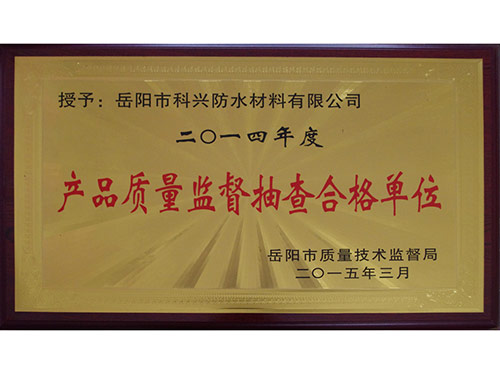 授予：岳阳市科兴防水材料有限公司
二〇一四年度
产品质量监督抽查合格单位
岳阳市质量技术监督局
二〇一五年三月